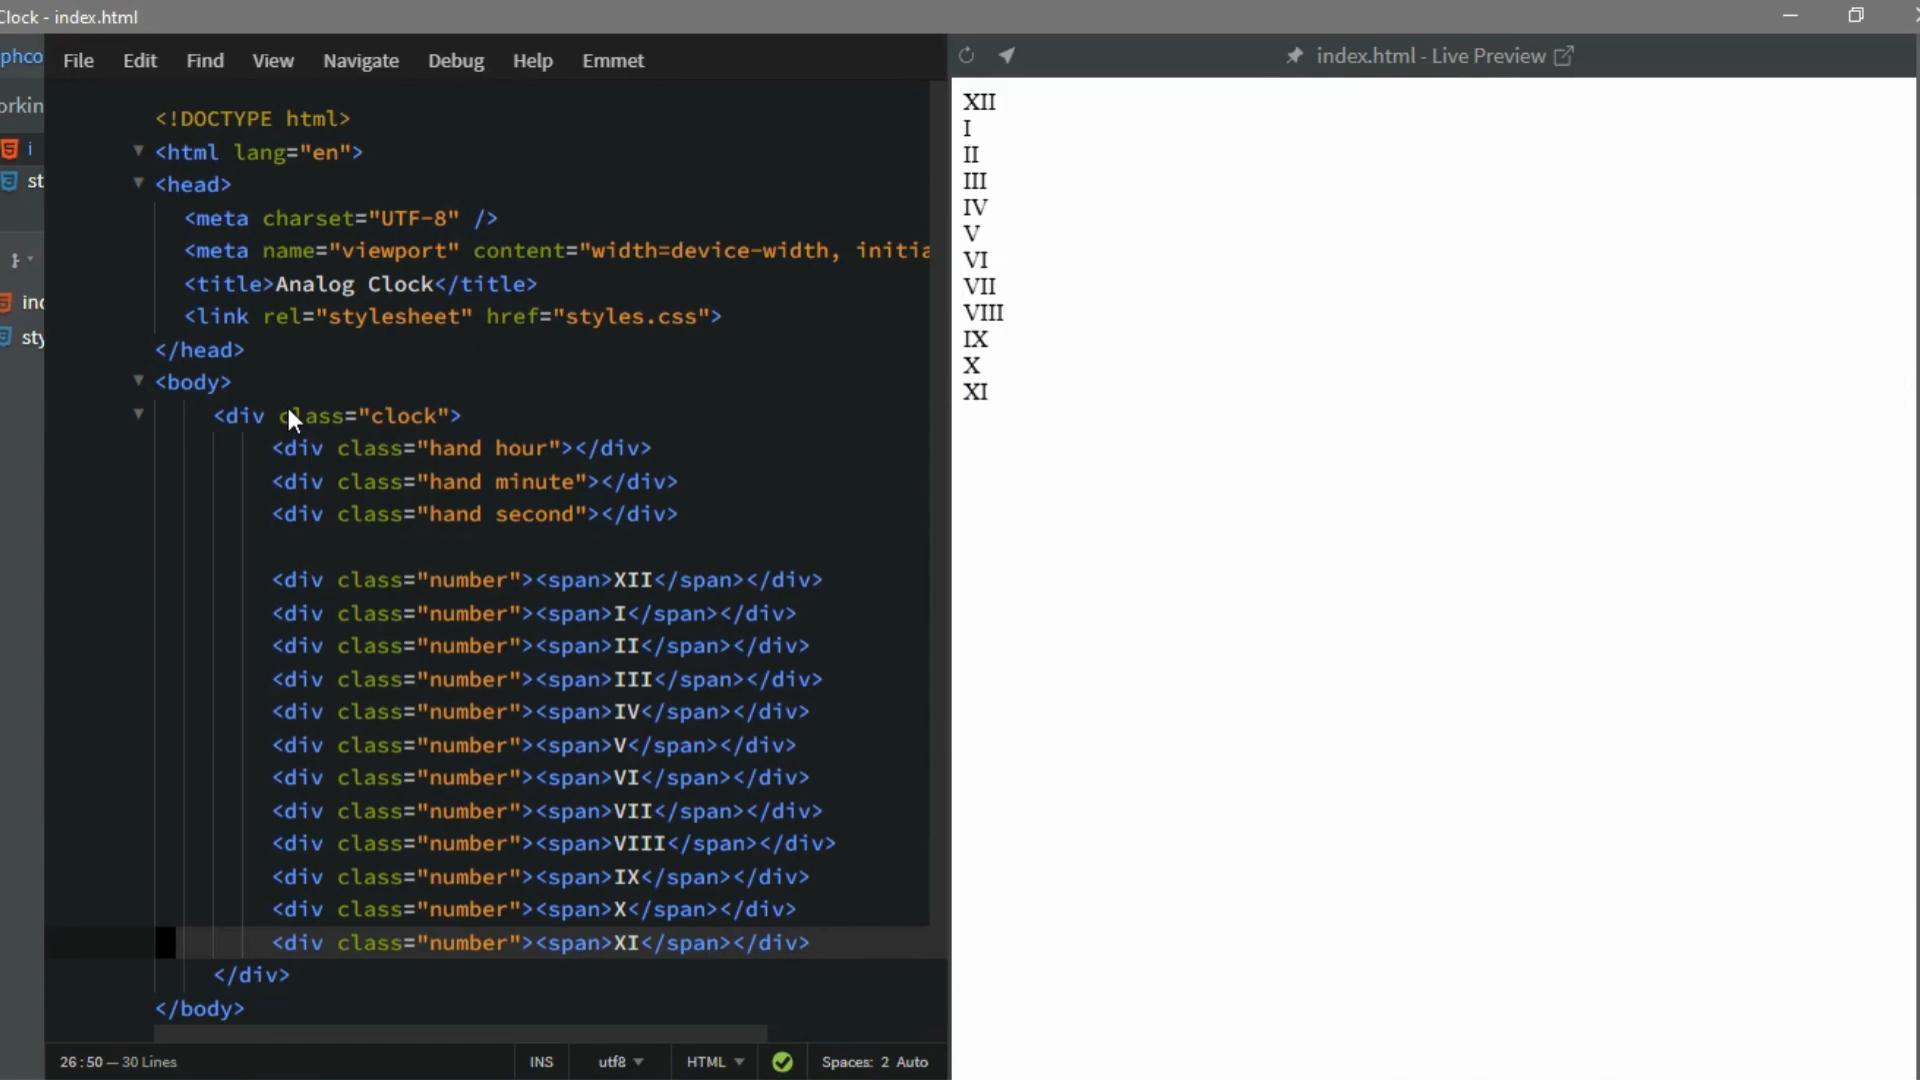 Clock - index.html
phco
File Edit Find View Navigate Debug Help Emmet
index.html - Live Preview
orkin
i
st
inc
sty
<!DOCTYPE html>
<html lang="en">
<head>
<meta charset="UTF-8" />
<meta name="viewport" content="width=device-width, initia
<title>Analog Clock</title>
<link rel="stylesheet" href="styles.css">
</head>
<body>
<div class="clock">
<div class="hand hour"></div>
<div class="hand minute"></div>
<div class="hand second"></div>
<div class="number"><span>XII</span></div>
<div class="number"><span>I</span></div>
<div class="number"><span>II</span></div>
<div class="number"><span>III</span></div>
<div class="number"><span>IV</span></div>
<div class="number"><span>V</span></div>
<div class="number"><span>VI</span></div>
<div class="number"><span>VII</span></div>
<div class="number"><span>VIII</span></div>
<div class="number"><span>IX</span></div>
<div class="number"><span>X</span></div>
<div class="number"><span>XI</span></div>
</div>
</body>
26:50 — 30 Lines
INS utf8 HTML Spaces: 2 Auto
XII
I
II
III
IV
V
VI
VII
VIII
IX
X
XI